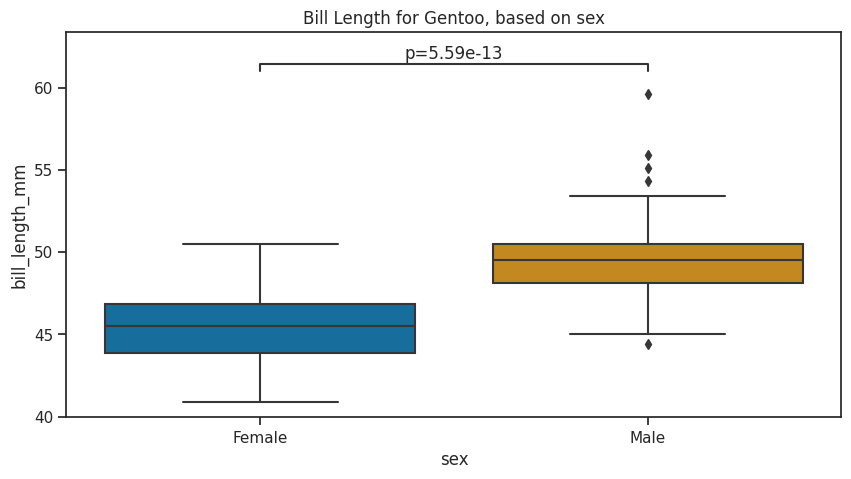 Bill Length for Gentoo, based on sex
p=5.59e-13
60
55
50
45
40
bill_length_mm
Female Male
sex